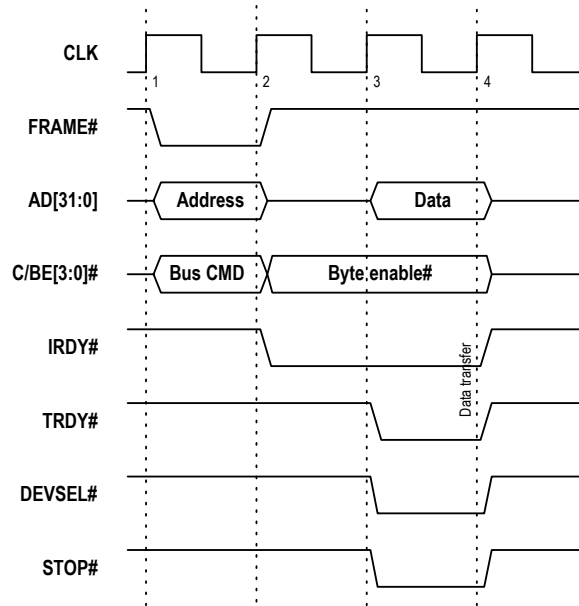 CLK
1
2
3
4
FRAME#
AD[31:0]
Address
Data
C/BE[3:0]#
Bus CMD
Byte enable#
IRDY#
Data transfer
TRDY#
DEVSEL#
STOP#